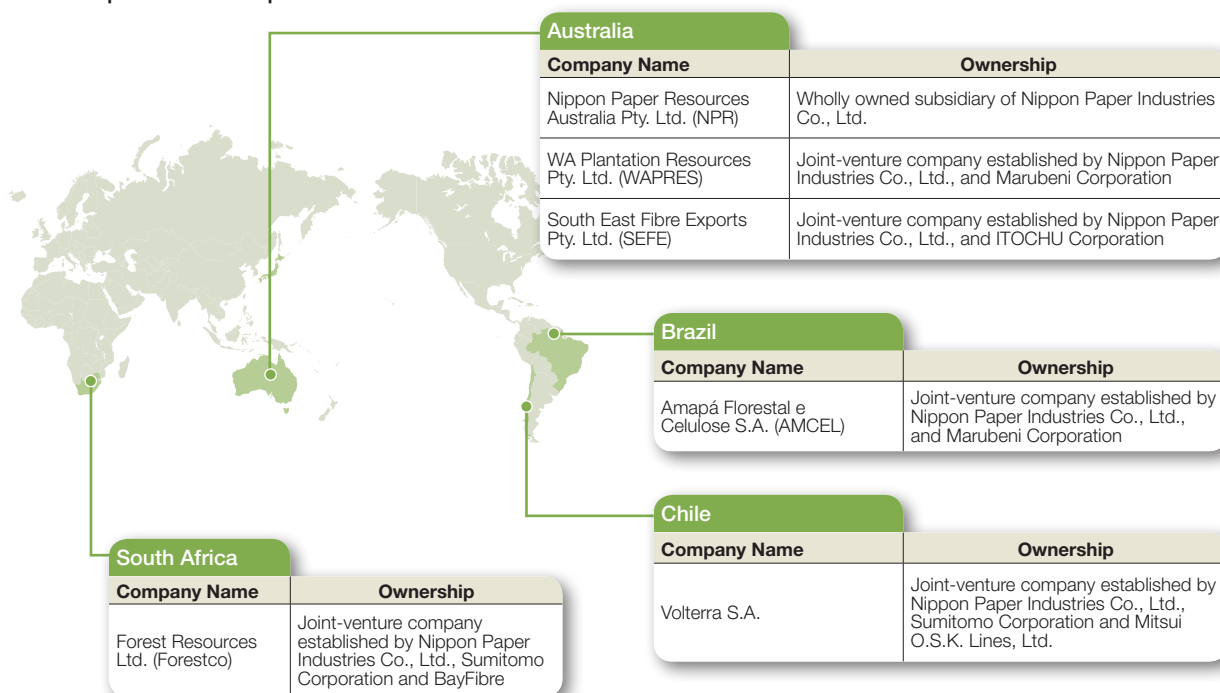 Australia
Company Name Ownership
Nippon Paper Resources
Australia Pty. Ltd. (NPR)
Wholly owned subsidiary of Nippon Paper Industries
Co., Ltd.
WA Plantation Resources
Pty. Ltd. (WAPRES)
Joint-venture company established by Nippon Paper
Industries Co., Ltd., and Marubeni Corporation
South East Fibre Exports
Pty. Ltd. (SEFE)
Joint-venture company established by Nippon Paper
Industries Co., Ltd., and ITOCHU Corporation
Brazil
Company Name Ownership
Amapá Florestal e
Celulose S.A. (AMCEL)
Joint-venture company established by
Nippon Paper Industries Co., Ltd.,
and Marubeni Corporation
Chile
Company Name Ownership
Volterra S.A.
Joint-venture company established by
Nippon Paper Industries Co., Ltd.,
Sumitomo Corporation and Mitsui
O.S.K. Lines, Ltd.
South Africa
Company Name Ownership
Forest Resources
Ltd. (Forestco)
Joint-venture company
established by Nippon Paper
Industries Co., Ltd., Sumitomo
Corporation and BayFibre